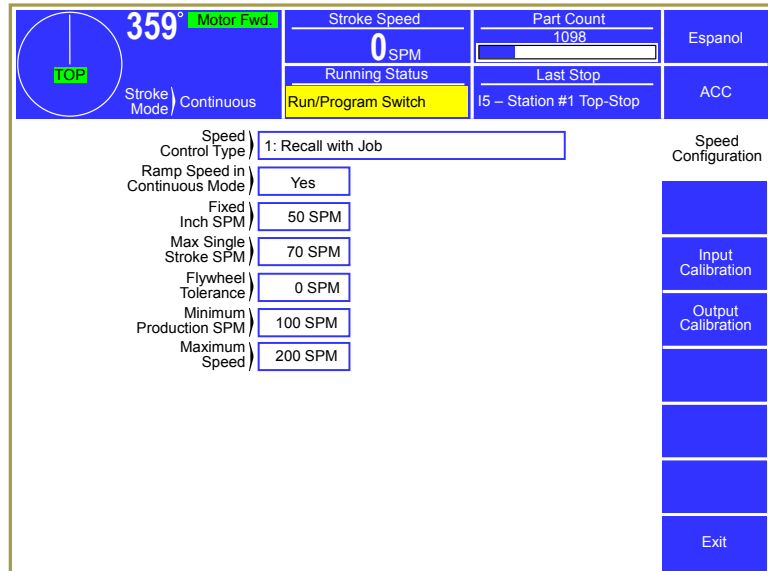 359°
Motor Fwd.
TOP
Stroke
Mode
Continuous
Stroke Speed
0 SPM
Part Count
1098
Espanol
Running Status
Run/Program Switch
Last Stop
I5 – Station #1 Top-Stop
ACC
Speed
Control Type
1: Recall with Job
Speed
Configuration
Ramp Speed in
Continuous Mode
Yes
Fixed
Inch SPM
50 SPM
Max Single
Stroke SPM
70 SPM
Input
Calibration
Flywheel
Tolerance
0 SPM
Minimum
Production SPM
100 SPM
Output
Calibration
Maximum
Speed
200 SPM
Exit